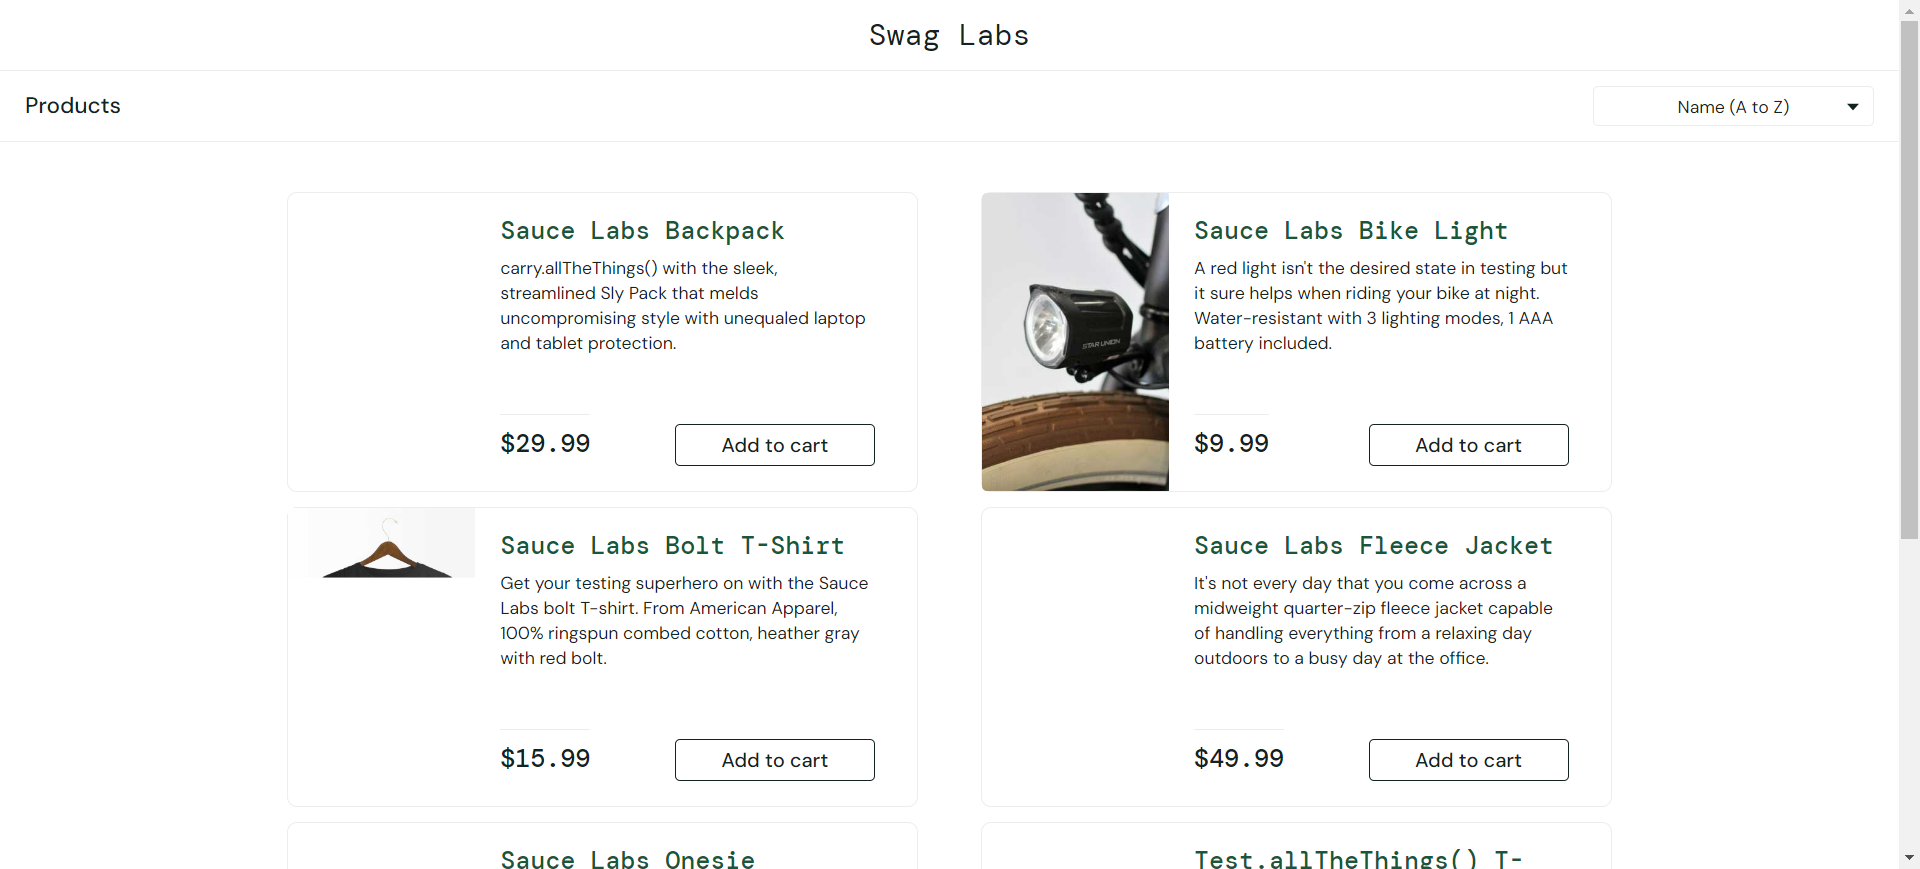 Swag Labs
Products
Name (A to Z)
Sauce Labs Backpack
carry.allTheThings() with the sleek,
streamlined Sly Pack that melds
uncompromising style with unequaled laptop
and tablet protection.
$29.99
Add to cart
STAR UNION
Sauce Labs Bike Light
A red light isn't the desired state in testing but
it sure helps when riding your bike at night.
Water-resistant with 3 lighting modes, 1 AAA
battery included.
$9.99
Add to cart
Sauce Labs Bolt T-Shirt
Get your testing superhero on with the Sauce
Labs bolt T-shirt. From American Apparel,
100% ringspun combed cotton, heather gray
with red bolt.
$15.99
Add to cart
Sauce Labs Fleece Jacket
It's not every day that you come across a
midweight quarter-zip fleece jacket capable
of handling everything from a relaxing day
outdoors to a busy day at the office.
$49.99
Add to cart
Sauce Labs Onesie
Test.allTheThings() T-